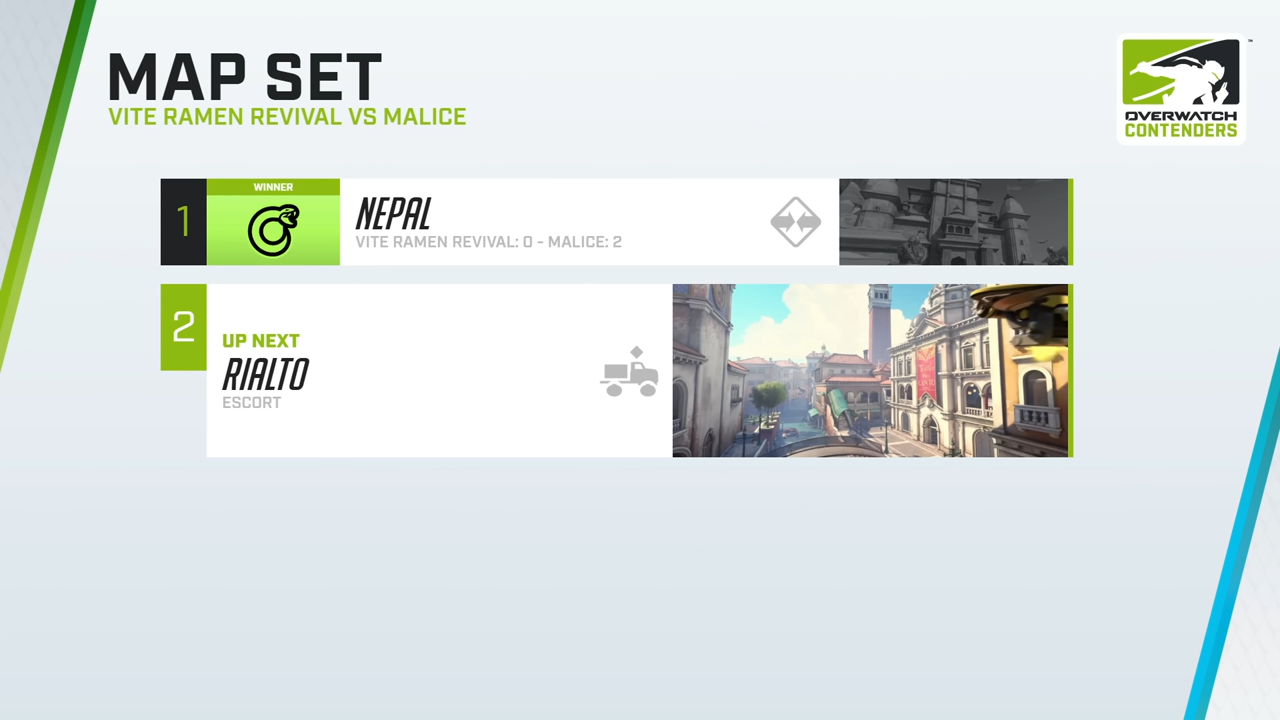 MAP SET
VITE RAMEN REVIVAL VS MALICE
OVERWATCH
CONTENDERS
™
1
WINNER
NEPAL
VITE RAMEN REVIVAL: 0 - MALICE: 2
2
UP NEXT
RIALTO
ESCORT